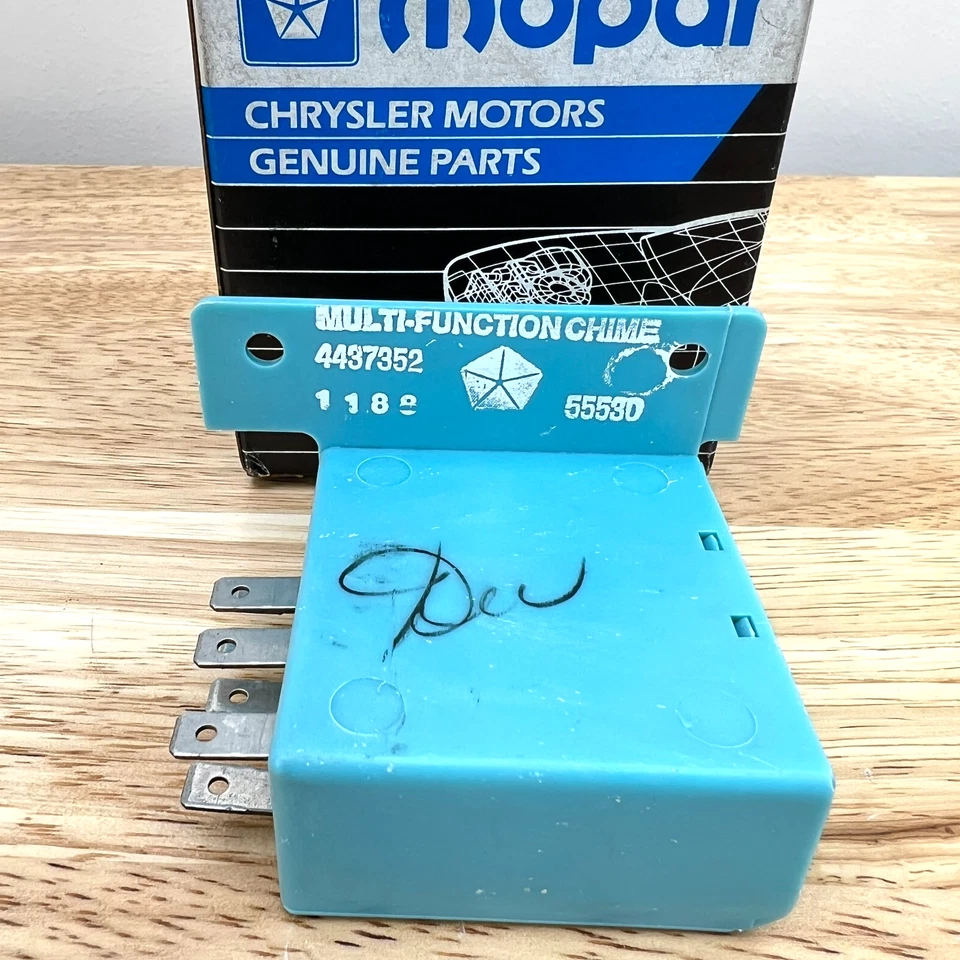 mopar
CHRYSLER MOTORS
GENUINE PARTS
MULTI-FUNCTION CHIME
4437352
1188 55530